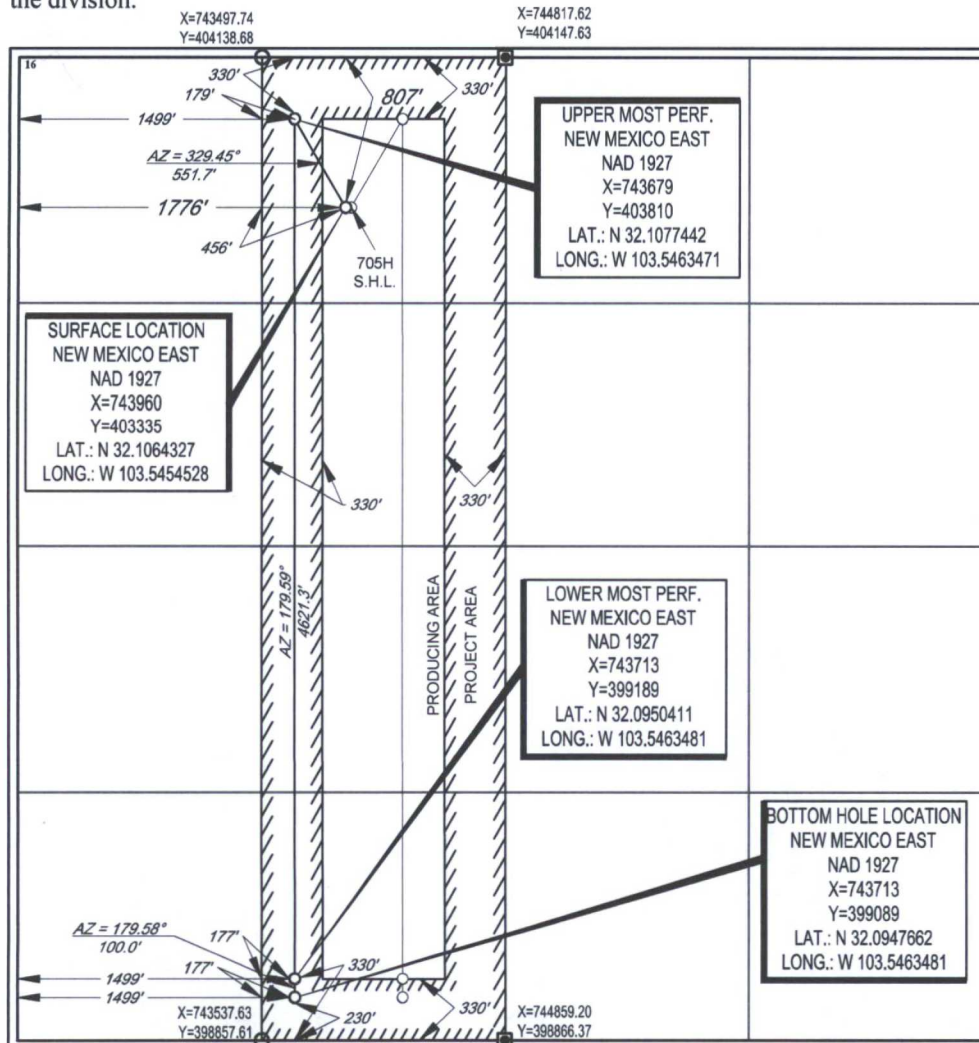 the division.
X=743497.74
Y=404138.68
X=744817.62
Y=404147.63
16
330'
179'
1499'
807'
330'
AZ = 329.45°
551.7'
1776'
456'
705H
S.H.L.
UPPER MOST PERF.
NEW MEXICO EAST
NAD 1927
X=743679
Y=403810
LAT.: N 32.1077442
LONG.: W 103.5463471
SURFACE LOCATION
NEW MEXICO EAST
NAD 1927
X=743960
Y=403335
LAT.: N 32.1064327
LONG.: W 103.5454528
330'
330'
AZ = 179.59°
4621.3'
PRODUCING AREA
PROJECT AREA
LOWER MOST PERF.
NEW MEXICO EAST
NAD 1927
X=743713
Y=399189
LAT.: N 32.0950411
LONG.: W 103.5463481
BOTTOM HOLE LOCATION
NEW MEXICO EAST
NAD 1927
X=743713
Y=399089
LAT.: N 32.0947662
LONG.: W 103.5463481
AZ = 179.58°
100.0'
177'
330'
1499'
177'
1499'
230'
330'
X=743537.63
Y=398857.61
X=744859.20
Y=398866.37